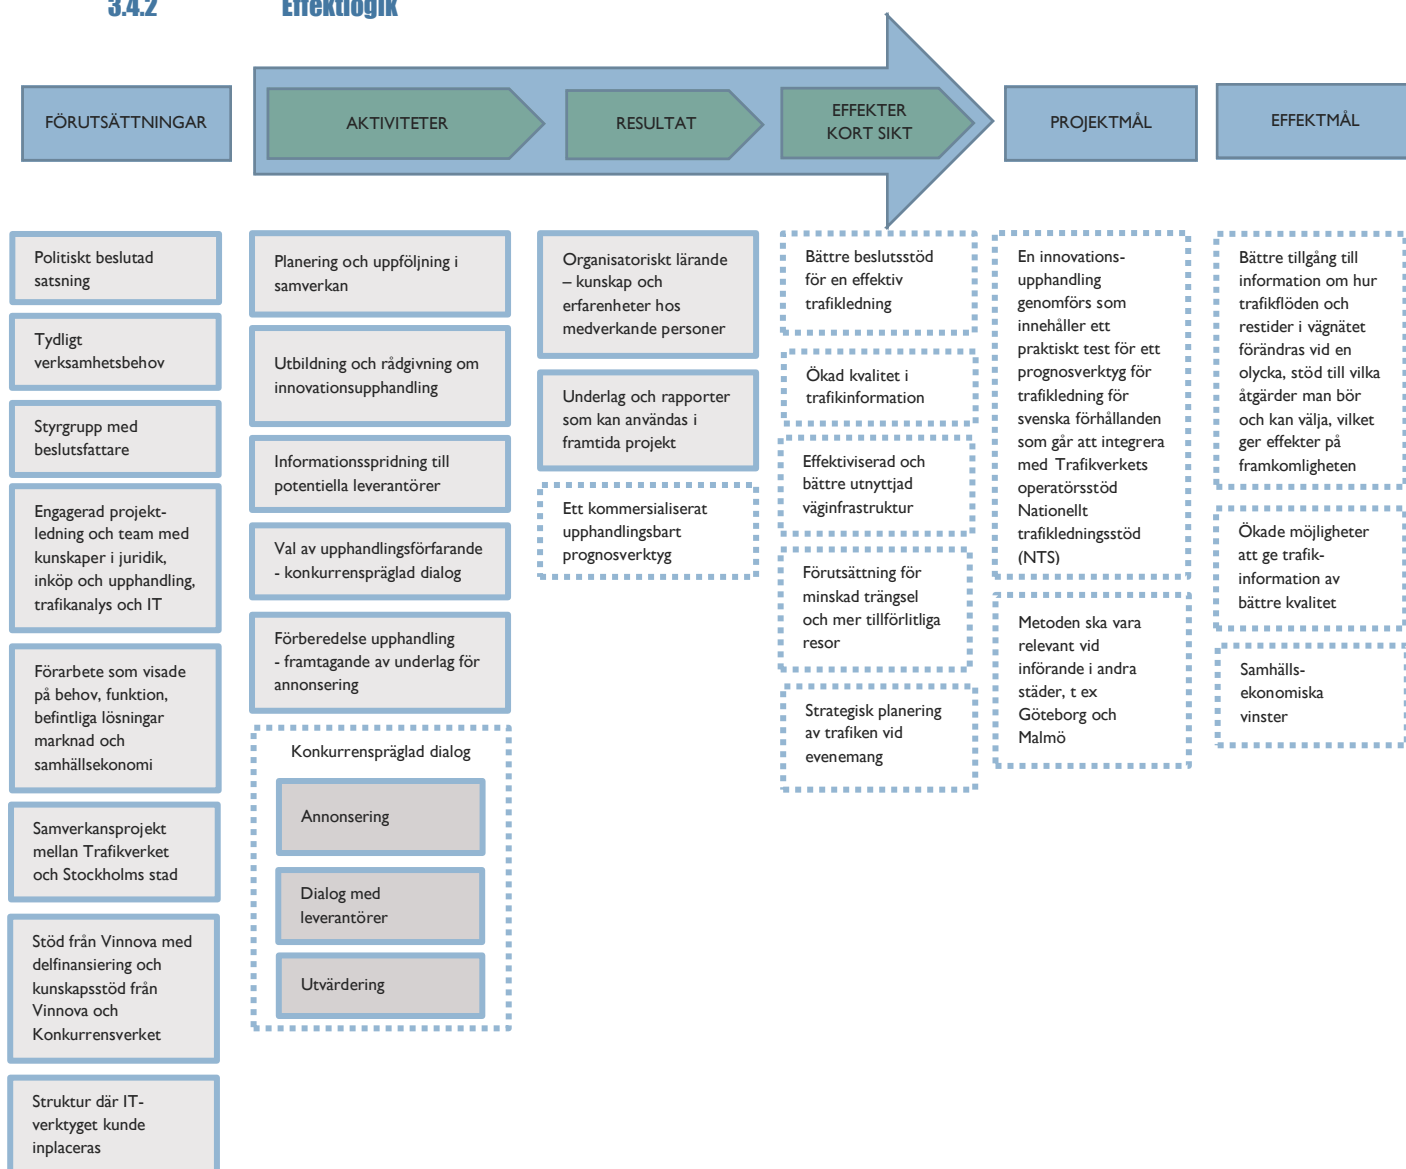 3.4.2 Effektlogik
FÖRUTSÄTTNINGAR
AKTIVITETER
RESULTAT
EFFEKTER
KORT SIKT
PROJEKTMÅL
EFFEKTMÅL
Politiskt beslutad
satsning
Tydligt
verksamhetsbehov
Styrgrupp med
beslutsfattare
Engagerad projekt-
ledning och team med
kunskaper i juridik,
inköp och upphandling,
trafikanalys och IT
Förarbete som visade
på behov, funktion,
befintliga lösningar
marknad och
samhällsekonomi
Samverkansprojekt
mellan Trafikverket
och Stockholms stad
Stöd från Vinnova med
delfinansiering och
kunskapsstöd från
Vinnova och
Konkurrensverket
Struktur där IT-
verktyget kunde
inplaceras
Planering och uppföljning i
samverkan
Utbildning och rådgivning om
innovationsupphandling
Informationsspridning till
potentiella leverantörer
Val av upphandlingsförfarande
- konkurrenspräglad dialog
Förberedelse upphandling
- framtagande av underlag för
annonsering
Konkurrenspräglad dialog
Annonsering
Dialog med
leverantörer
Utvärdering
Organisatoriskt lärande
– kunskap och
erfarenheter hos
medverkande personer
Underlag och rapporter
som kan användas i
framtida projekt
Ett kommersialiserat
upphandlingsbart
prognosverktyg
Bättre beslutsstöd
för en effektiv
trafikledning
Ökad kvalitet i
trafikinformation
Effektiviserad och
bättre utnyttjad
väginfrastruktur
Förutsättning för
minskad trängsel
och mer tillförlitliga
resor
Strategisk planering
av trafiken vid
evenemang
En innovations-
upphandling
genomförs som
innehåller ett
praktiskt test för ett
prognosverktyg för
trafikledning för
svenska förhållanden
som går att integrera
med Trafikverkets
operatörsstöd
Nationellt
trafikledningsstöd
(NTS)
Metoden ska vara
relevant vid
införande i andra
städer, t ex
Göteborg och
Malmö
Bättre tillgång till
information om hur
trafikflöden och
restider i vägnätet
förändras vid en
olycka, stöd till vilka
åtgärder man bör
och kan välja, vilket
ger effekter på
framkomligheten
Ökade möjligheter
att ge trafik-
information av
bättre kvalitet
Samhälls-
ekonomiska
vinster